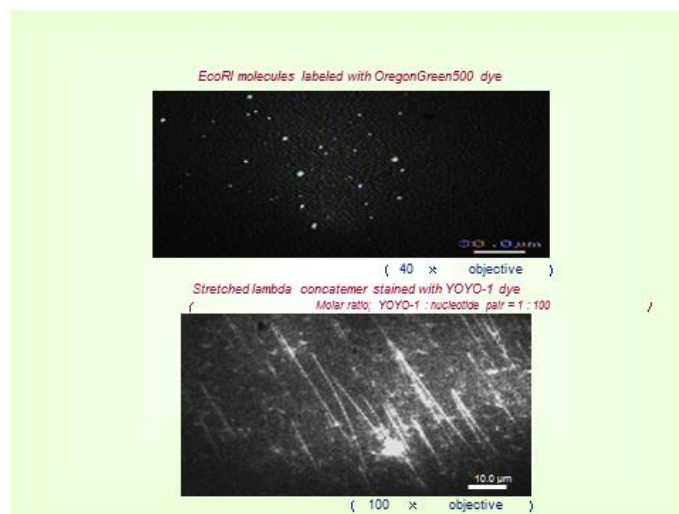 EcoRI molecules labeled with OregonGreen500 dye
( 40 x objective )
Stretched lambda concatemer stained with YOYO-1 dye
( Molar ratio; YOYO-1 : nucleotide pair = 1 : 100 )
10.0 µm
( 100 x objective )